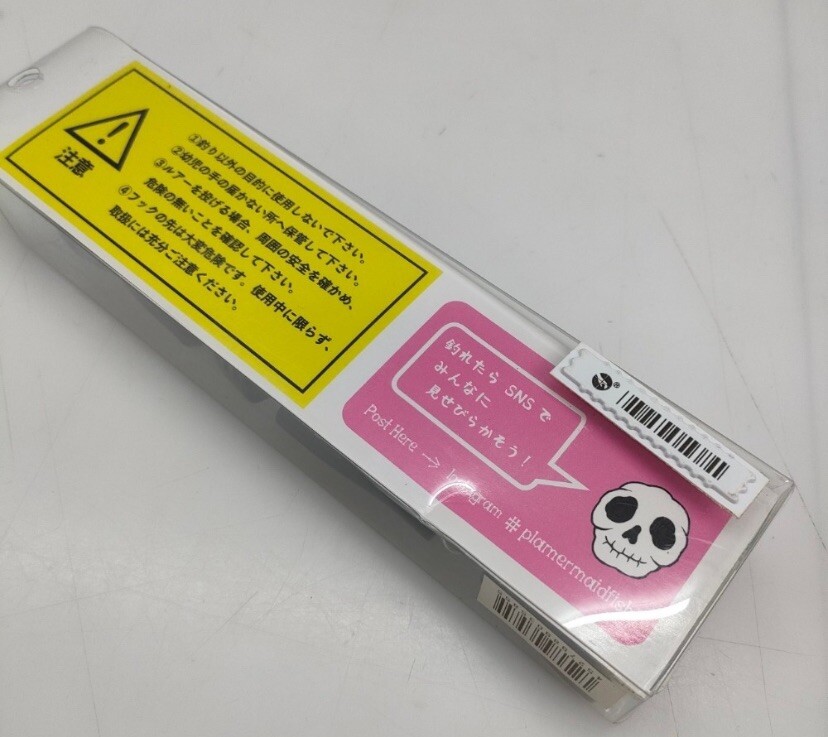 注意
①釣り以外の目的に使用しないで下さい。
②幼児の手の届かない所へ保管して下さい。
③ルアーを投げる場合、周囲の安全を確かめ、
危険の無いことを確認して下さい。
④フックの先は大変危険です。使用中に限らず、
取扱には充分ご注意ください。
釣れたら SNS で
みんなに
見せびらかそう！
Post Here → Instagram #